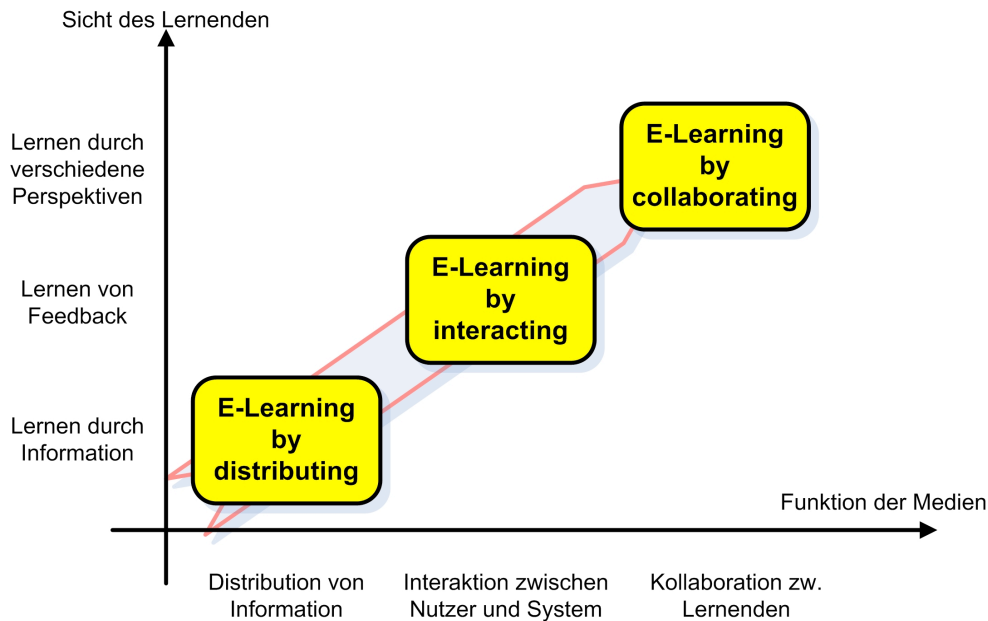 Sicht des Lernenden
Lernen durch
verschiedene
Perspektiven
E-Learning
by
collaborating
Lernen von
Feedback
E-Learning
by
interacting
Lernen durch
Information
E-Learning
by
distributing
Funktion der Medien
Distribution von
Information
Interaktion zwischen
Nutzer und System
Kollaboration zw.
Lernenden